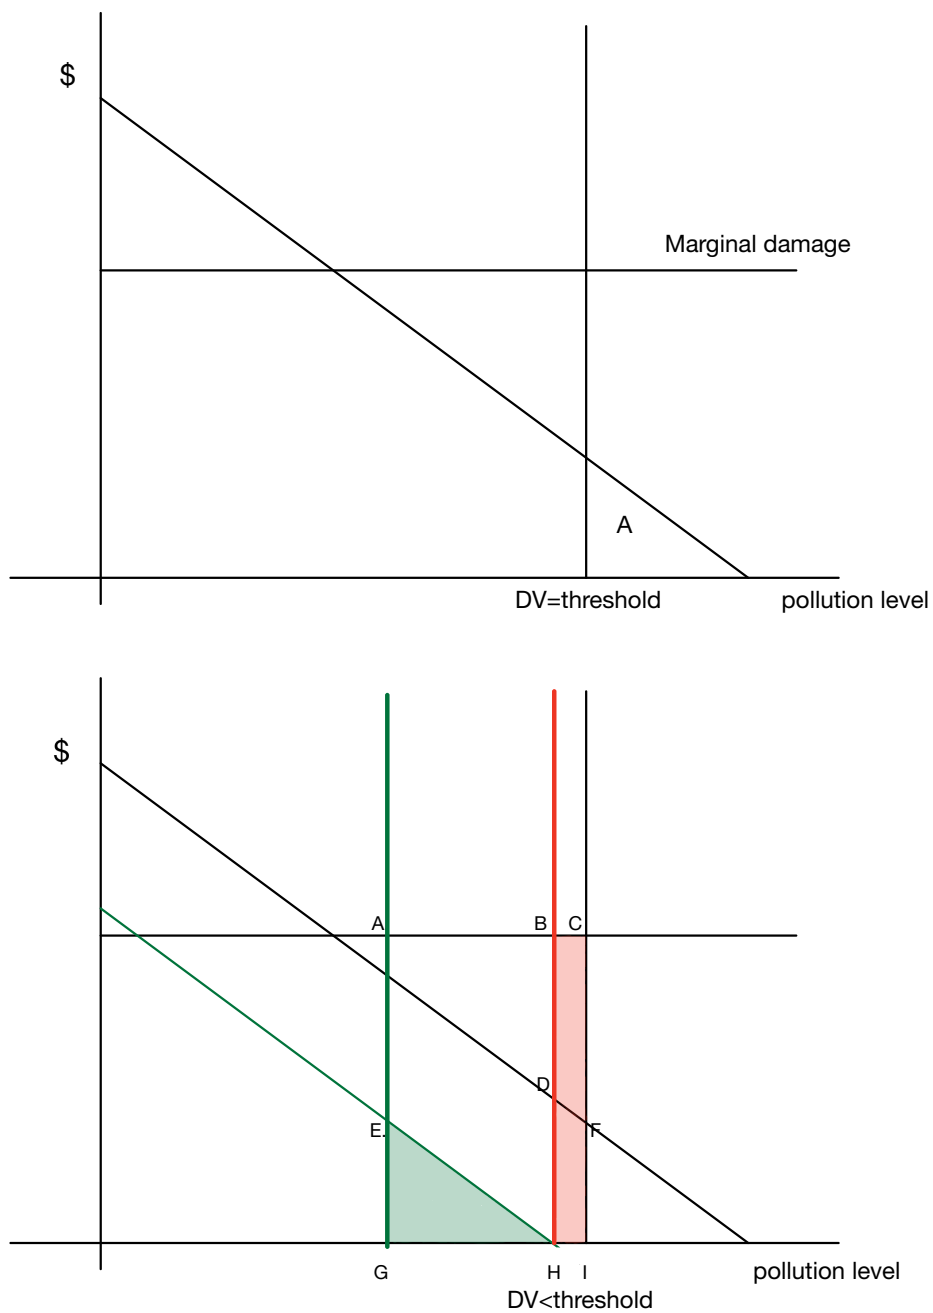 $
Marginal damage
A
DV=threshold pollution level
$
A B C
D
E. F
G H I pollution level
DV<threshold